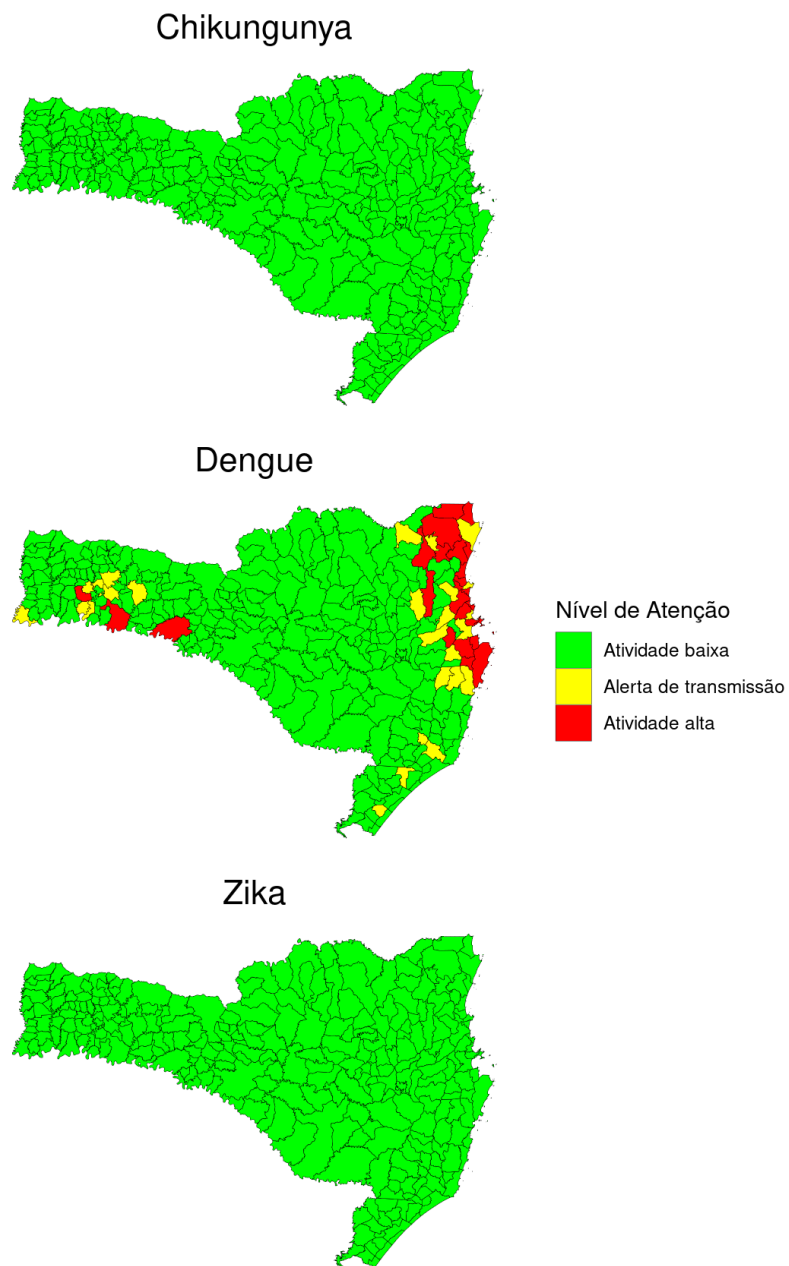 Chikungunya
Dengue
Nível de Atenção
Atividade baixa
Alerta de transmissão
Atividade alta
Zika